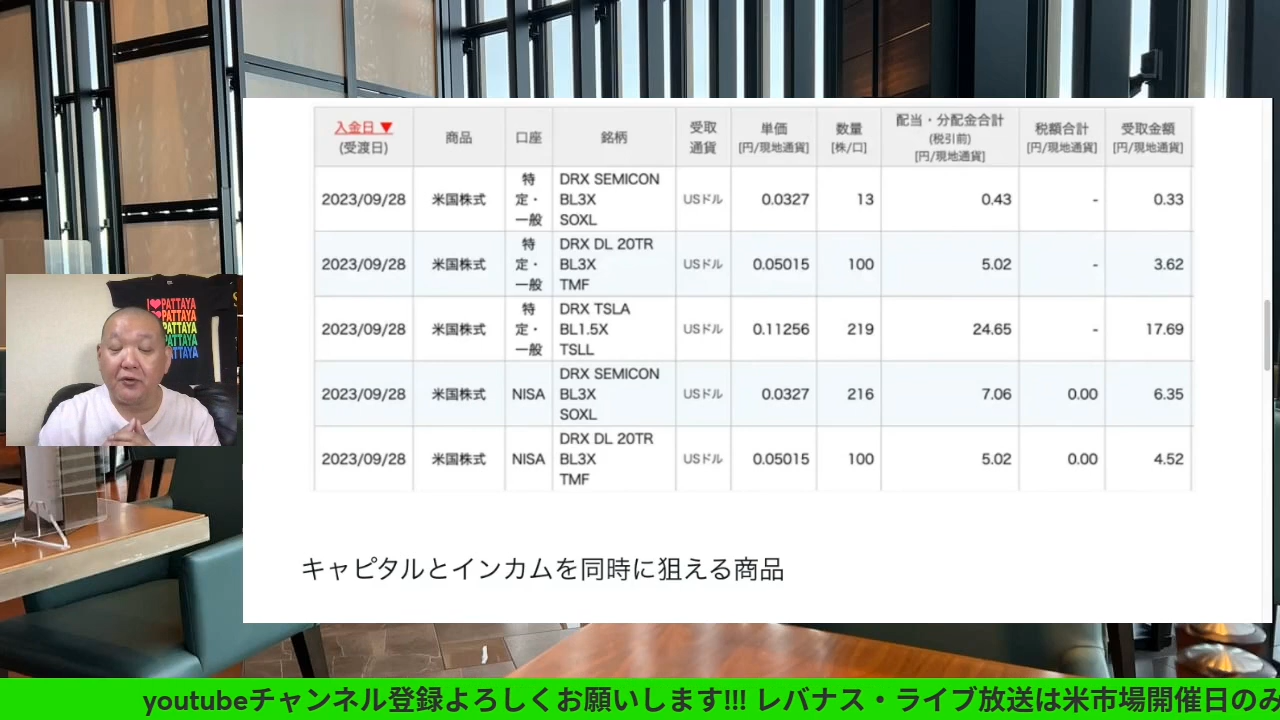 入金日 ▼
(受渡日)
商品
口座
銘柄
受取
通貨
単価
[円/現地通貨]
数量
[株/口]
配当・分配金合計
(税引前)
[円/現地通貨]
税額合計
[円/現地通貨]
受取金額
[円/現地通貨]
2023/09/28 米国株式 特定・一般 DRX SEMICON BL3X SOXL USドル 0.0327 13 0.43 - 0.33
2023/09/28 米国株式 特定・一般 DRX DL 20TR BL3X TMF USドル 0.05015 100 5.02 - 3.62
2023/09/28 米国株式 特定・一般 DRX TSLA BL1.5X TSLL USドル 0.11256 219 24.65 - 17.69
2023/09/28 米国株式 NISA DRX SEMICON BL3X SOXL USドル 0.0327 216 7.06 0.00 6.35
2023/09/28 米国株式 NISA DRX DL 20TR BL3X TMF USドル 0.05015 100 5.02 0.00 4.52
I❤PATTAYA
PATTAYA
PATTAYA
PATTAYA
TTAYA
キャピタルとインカムを同時に狙える商品
youtubeチャンネル登録よろしくお願いします!!! レバナス・ライブ放送は米市場開催日のみ